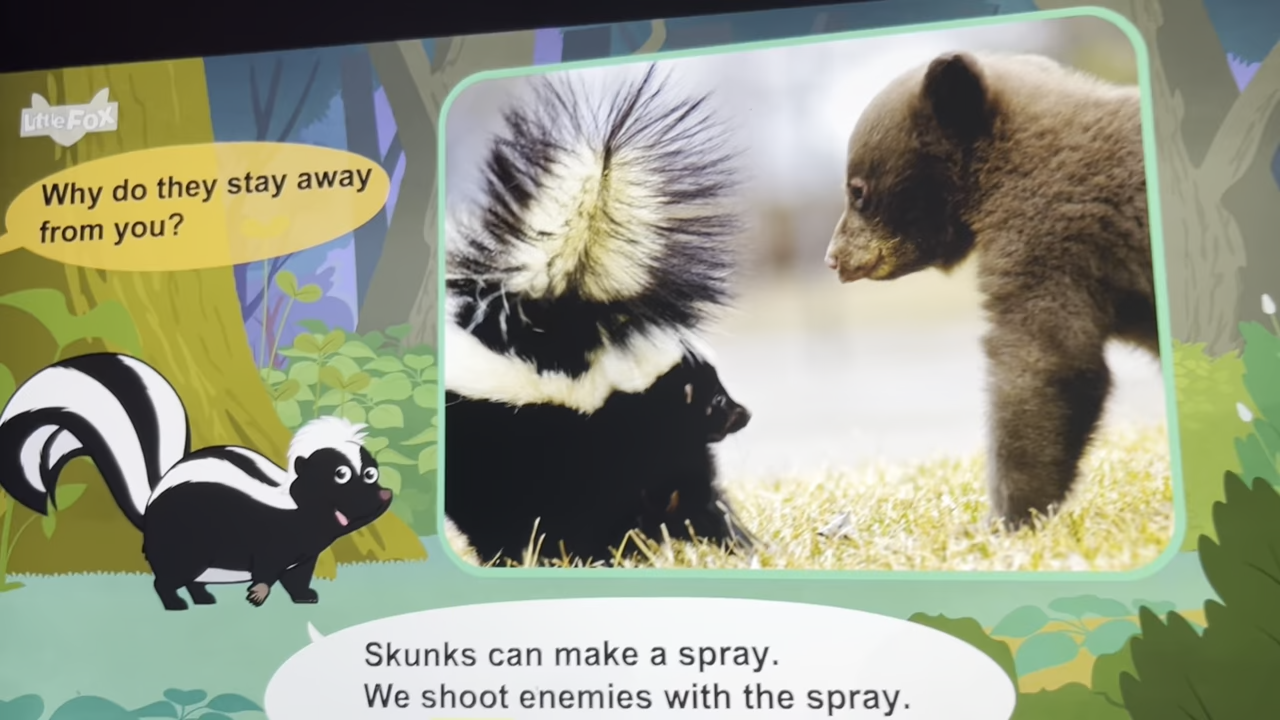 Little Fox
Why do they stay away
from you?
Skunks can make a spray.
We shoot enemies with the spray.